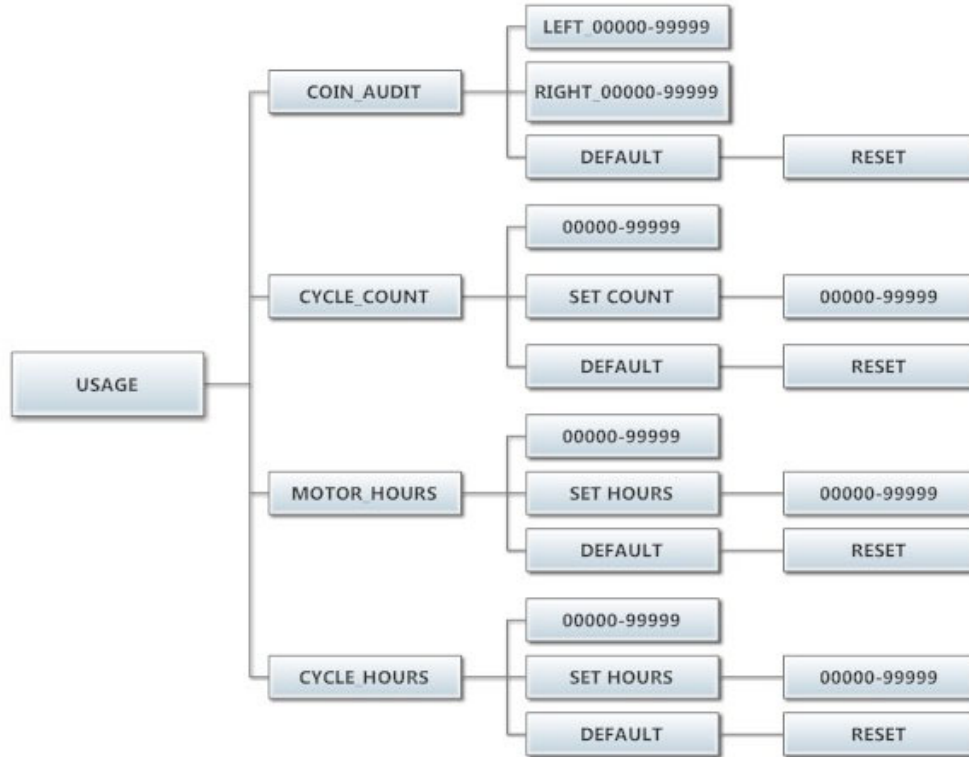 LEFT_00000-99999
COIN_AUDIT
RIGHT_00000-99999
DEFAULT
RESET
00000-99999
CYCLE_COUNT
SET COUNT
00000-99999
DEFAULT
RESET
USAGE
00000-99999
MOTOR_HOURS
SET HOURS
00000-99999
DEFAULT
RESET
00000-99999
CYCLE_HOURS
SET HOURS
00000-99999
DEFAULT
RESET